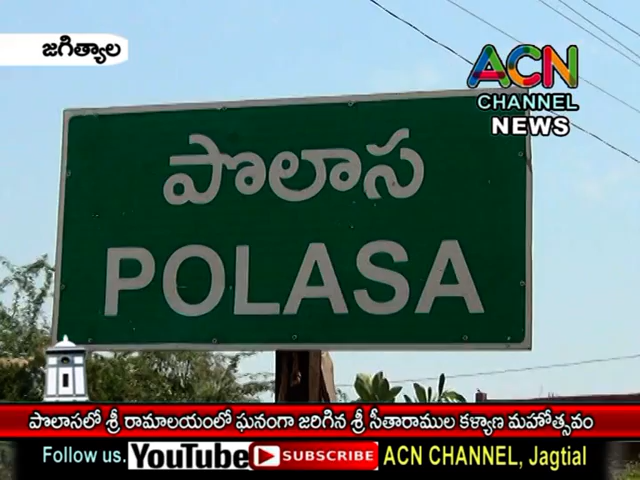 జగిత్యాల
ACN
CHANNEL
NEWS
పొలాస
POLASA
పొలాసలో శ్రీ రామాలయంలో ఘనంగా జరిగిన శ్రీ సీతారాముల కళ్యాణ మహోత్సవం
Follow us. YouTube SUBSCRIBE ACN CHANNEL, Jagtial